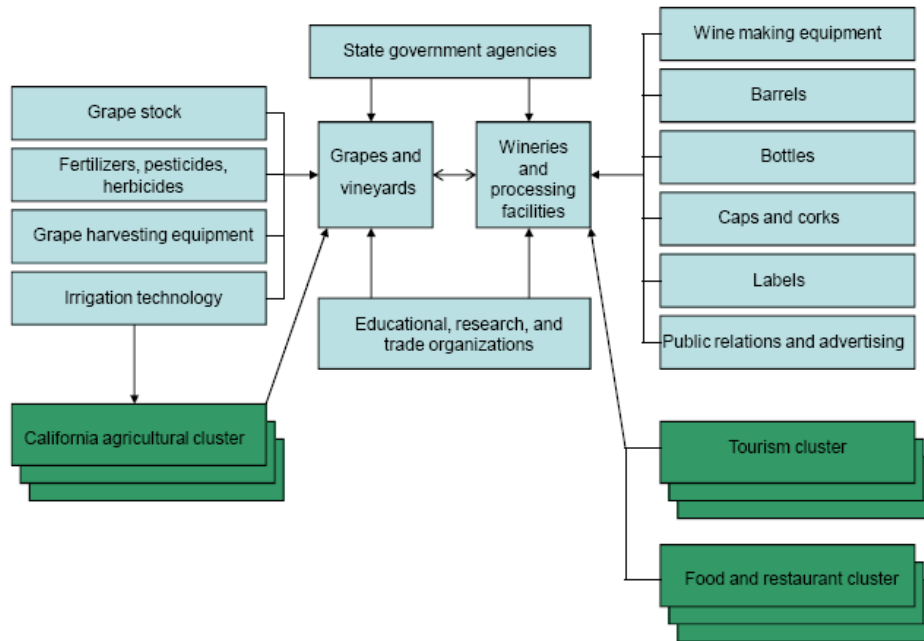 State government agencies
Grape stock
Fertilizers, pesticides,
herbicides
Grape harvesting equipment
Irrigation technology
California agricultural cluster
Grapes and
vineyards
Wineries
and
processing
facilities
Educational, research, and
trade organizations
Wine making equipment
Barrels
Bottles
Caps and corks
Labels
Public relations and advertising
Tourism cluster
Food and restaurant cluster